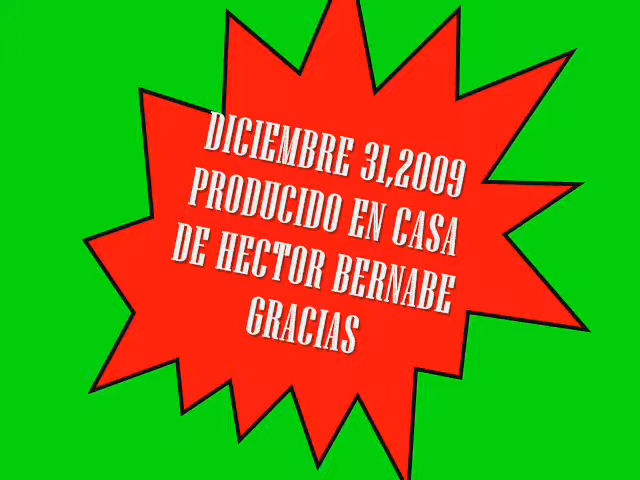 DICIEMBRE 31,2009
PRODUCIDO EN CASA
DE HECTOR BERNABE
GRACIAS